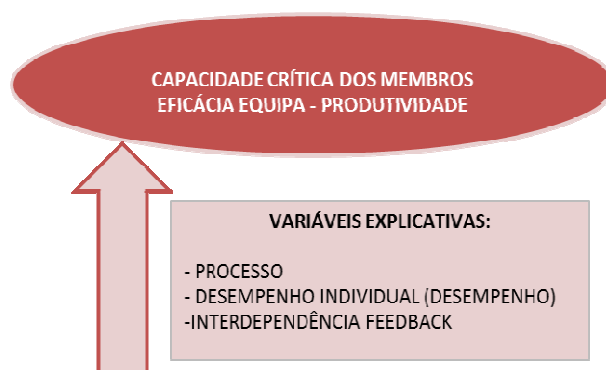 CAPACIDADE CRÍTICA DOS MEMBROS
EFICÁCIA EQUIPA - PRODUTIVIDADE
VARIÁVEIS EXPLICATIVAS:
- PROCESSO
- DESEMPENHO INDIVIDUAL (DESEMPENHO)
-INTERDEPENDÊNCIA FEEDBACK